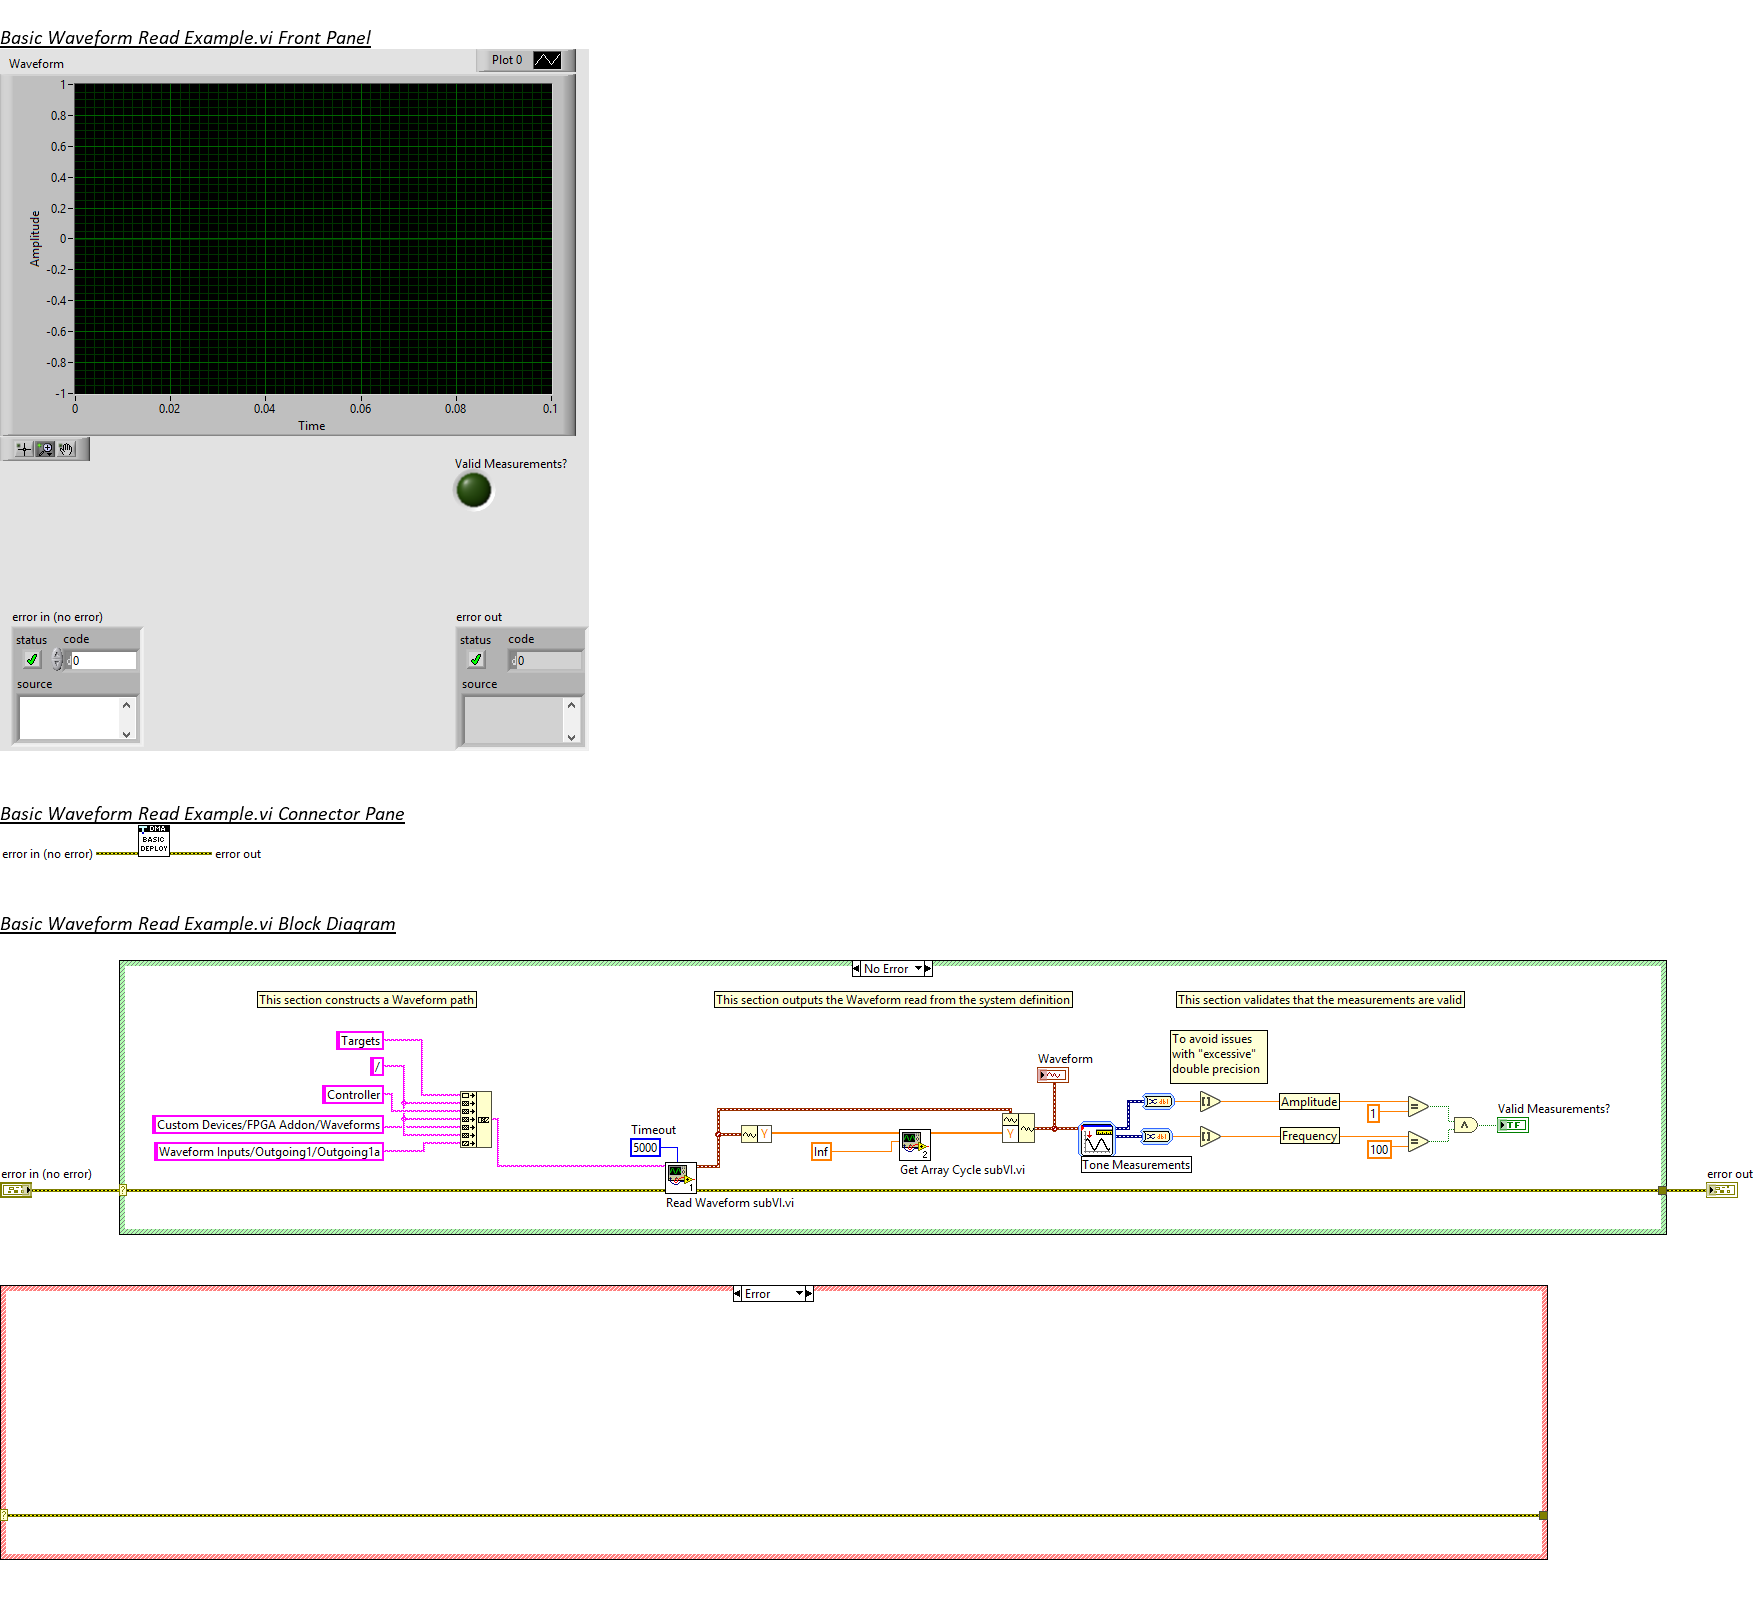 Basic Waveform Read Example.vi Front Panel
Waveform
Plot 0
1
0.8
0.6
0.4
0.2
0
-0.2
-0.4
-0.6
-0.8
-1
Amplitude
0 0.02 0.04 0.06 0.08 0.1
Time
Valid Measurements?
error in (no error)
status code
d 0
source
error out
status code
d 0
source
Basic Waveform Read Example.vi Connector Pane
DMA
BASIC
DEPLOY
error in (no error)
error out
Basic Waveform Read Example.vi Block Diagram
No Error
This section constructs a Waveform path
This section outputs the Waveform read from the system definition
This section validates that the measurements are valid
Targets
/
Controller
Custom Devices/FPGA Addon/Waveforms
Waveform Inputs/Outgoing1/Outgoing1a
Timeout
5000
1
Read Waveform subVI.vi
Y
Inf
2
Get Array Cycle subVI.vi
Y
Waveform
To avoid issues
with "excessive"
double precision
dbl
dbl
Tone Measurements
Amplitude
Frequency
1
100
=
=
Valid Measurements?
TF
error in (no error)
?
error out
Error
?